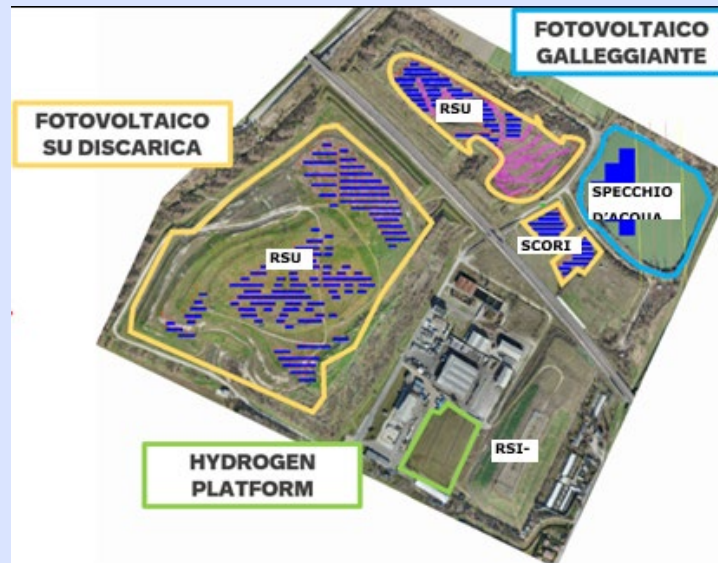 FOTOVOLTAICO
GALLEGGIANTE
RSU
FOTOVOLTAICO
SU DISCARICA
SPECCHIO
D'ACQUA
SCORI
RSU
RSI-
HYDROGEN
PLATFORM